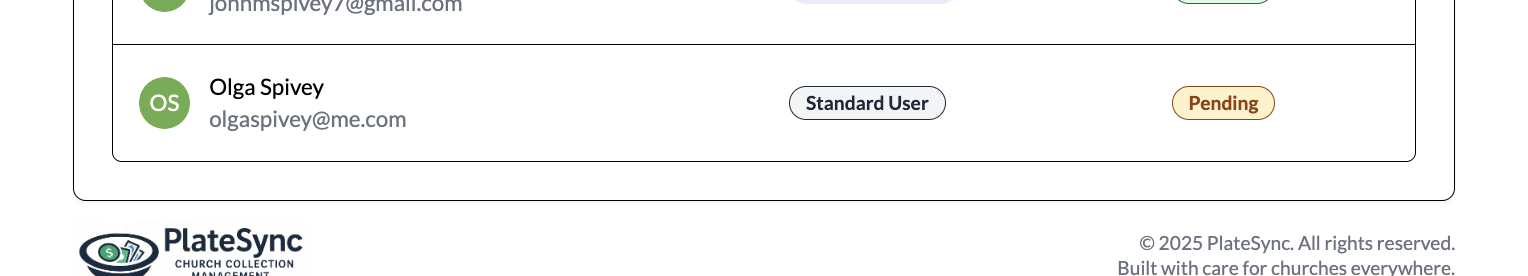 johnmspivey7@gmail.com
OS
Olga Spivey
olgaspivey@me.com
Standard User
Pending
$
PlateSync
CHURCH COLLECTION
MANAGEMENT
© 2025 PlateSync. All rights reserved.
Built with care for churches everywhere.